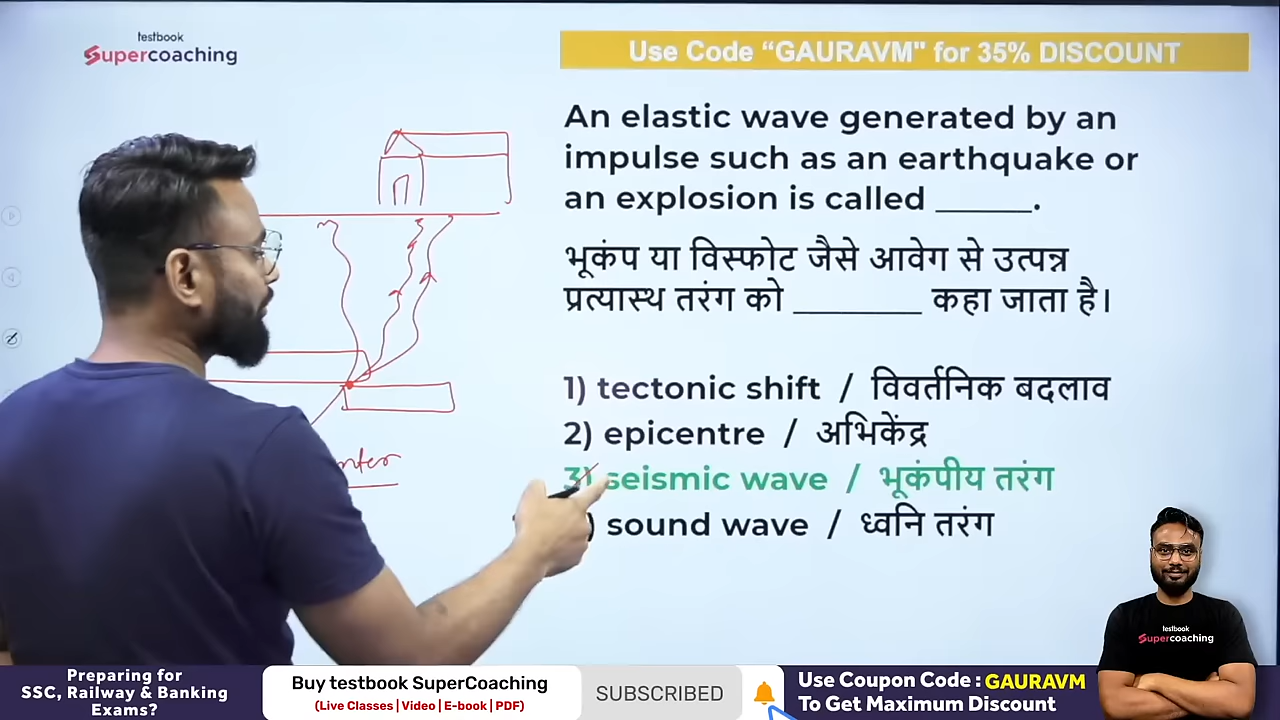 testbook
Supercoaching
Use Code “GAURAVM" for 35% DISCOUNT
An elastic wave generated by an
impulse such as an earthquake or
an explosion is called ______.
भूकंप या विस्फोट जैसे आवेग से उत्पन्न
प्रत्यास्थ तरंग को ________ कहा जाता है।
1) tectonic shift / विवर्तनिक बदलाव
2) epicentre / अभिकेंद्र
3) seismic wave / भूकंपीय तरंग
) sound wave / ध्वनि तरंग
testbook
Supercoaching
Preparing for
SSC, Railway & Banking
Exams?
Buy testbook SuperCoaching
(Live Classes | Video | E-book | PDF)
SUBSCRIBED
Use Coupon Code : GAURAVM
To Get Maximum Discount